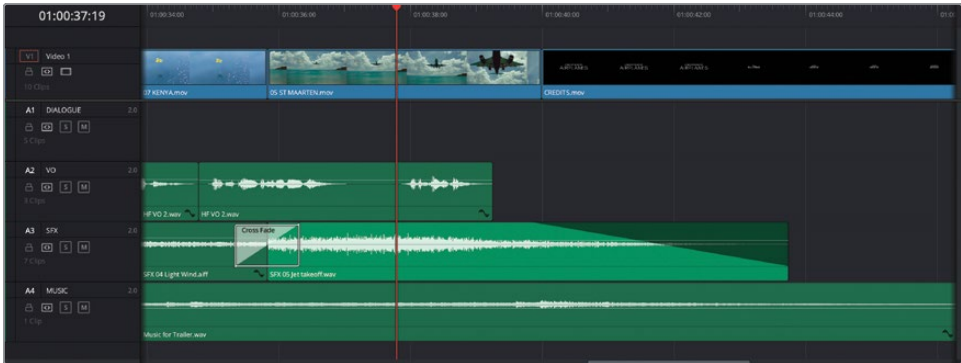 01:00:37:19
01:00:34:00 01:00:36:00 01:00:38:00 01:00:40:00 01:00:42:00 01:00:44:00
V1 Video 1
10 Clips
07 KENYA.mov 05 ST MAARTEN.mov CREDITS.mov
A1 DIALOGUE 2.0
S M
5 Clips
A2 VO 2.0
S M
8 Clips
HF VO 2.wav HF VO 2.wav
A3 SFX 2.0
Cross Fade
S M
7 Clips
SFX 04 Light Wind.aiff SFX 05 Jet takeoff.wav
A4 MUSIC 2.0
S M
1 Clip
Music for Trailer.wav